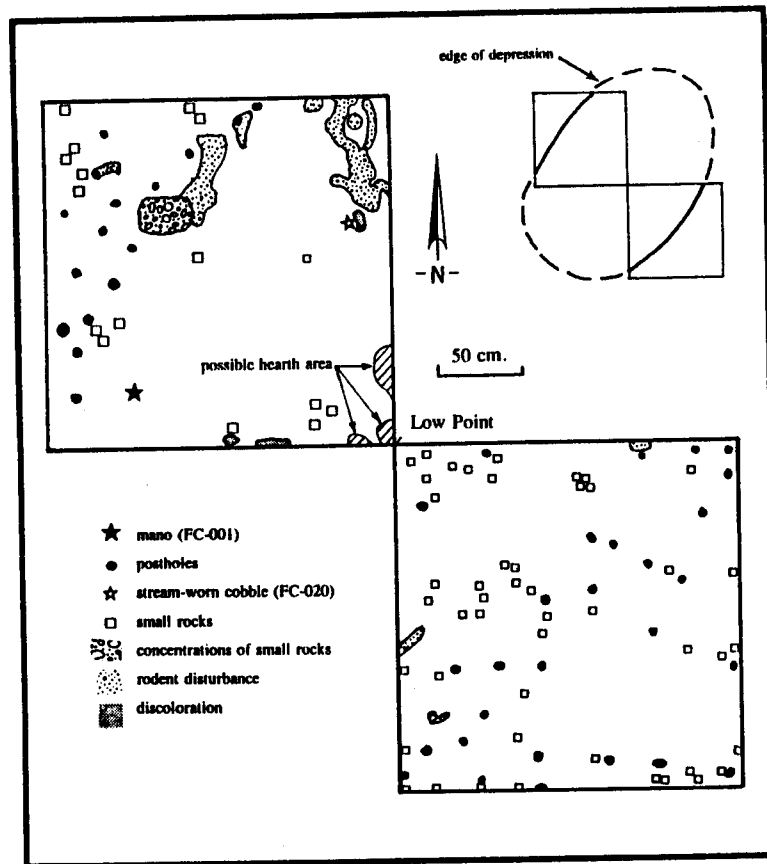 edge of depression
-N-
50 cm.
possible hearth area
Low Point
mano (FC-001)
postholes
stream-worn cobble (FC-020)
small rocks
concentrations of small rocks
rodent disturbance
discoloration